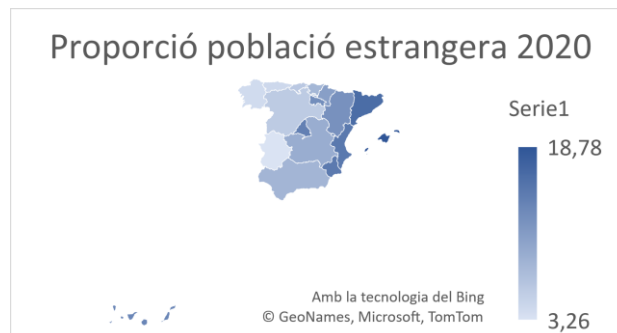 Proporció població estrangera 2020
Serie1
18,78
3,26
Amb la tecnologia del Bing
© GeoNames, Microsoft, TomTom